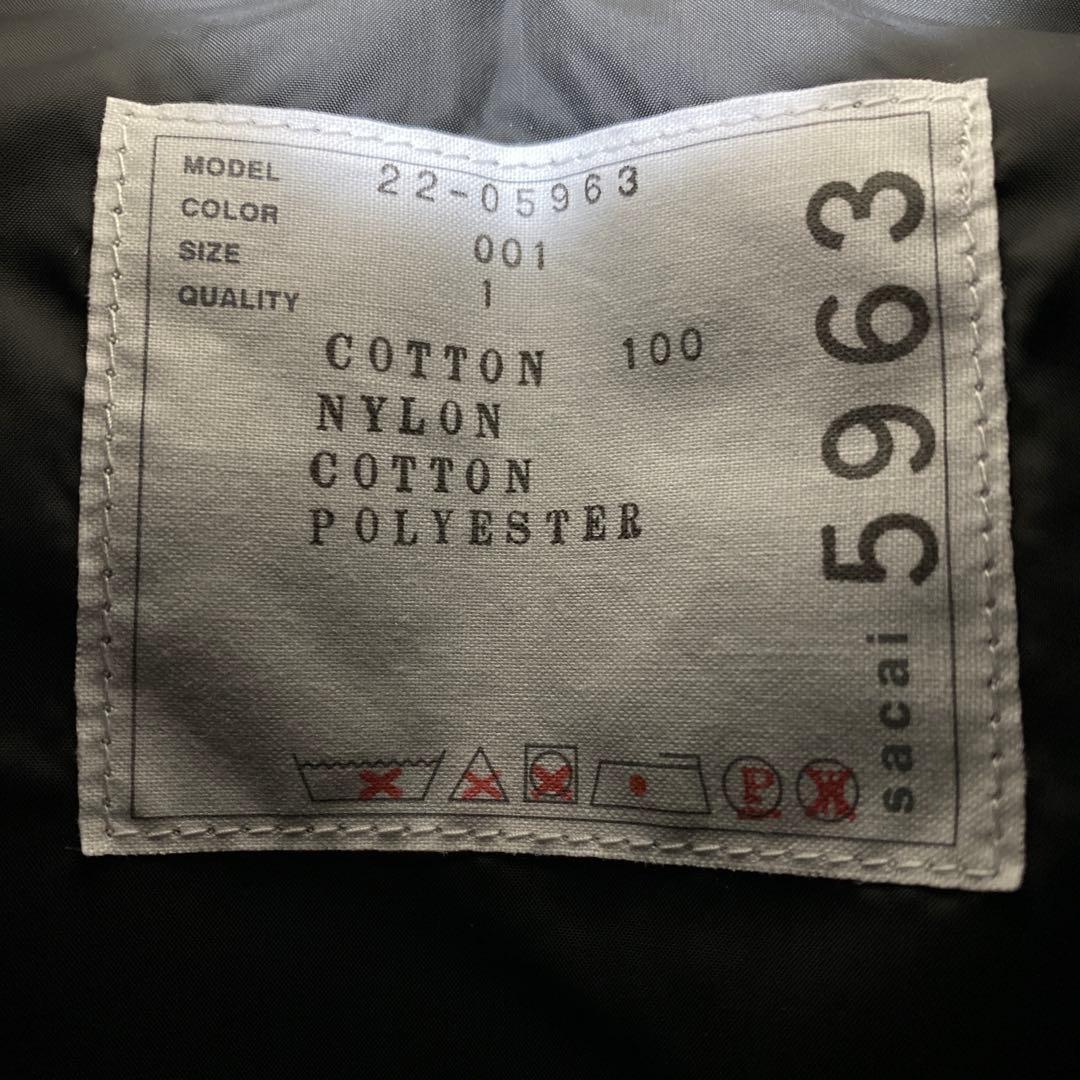 MODEL 22-05963
COLOR 001
SIZE 1
QUALITY
COTTON 100
NYLON
COTTON
POLYESTER
P
W
sacai 5963